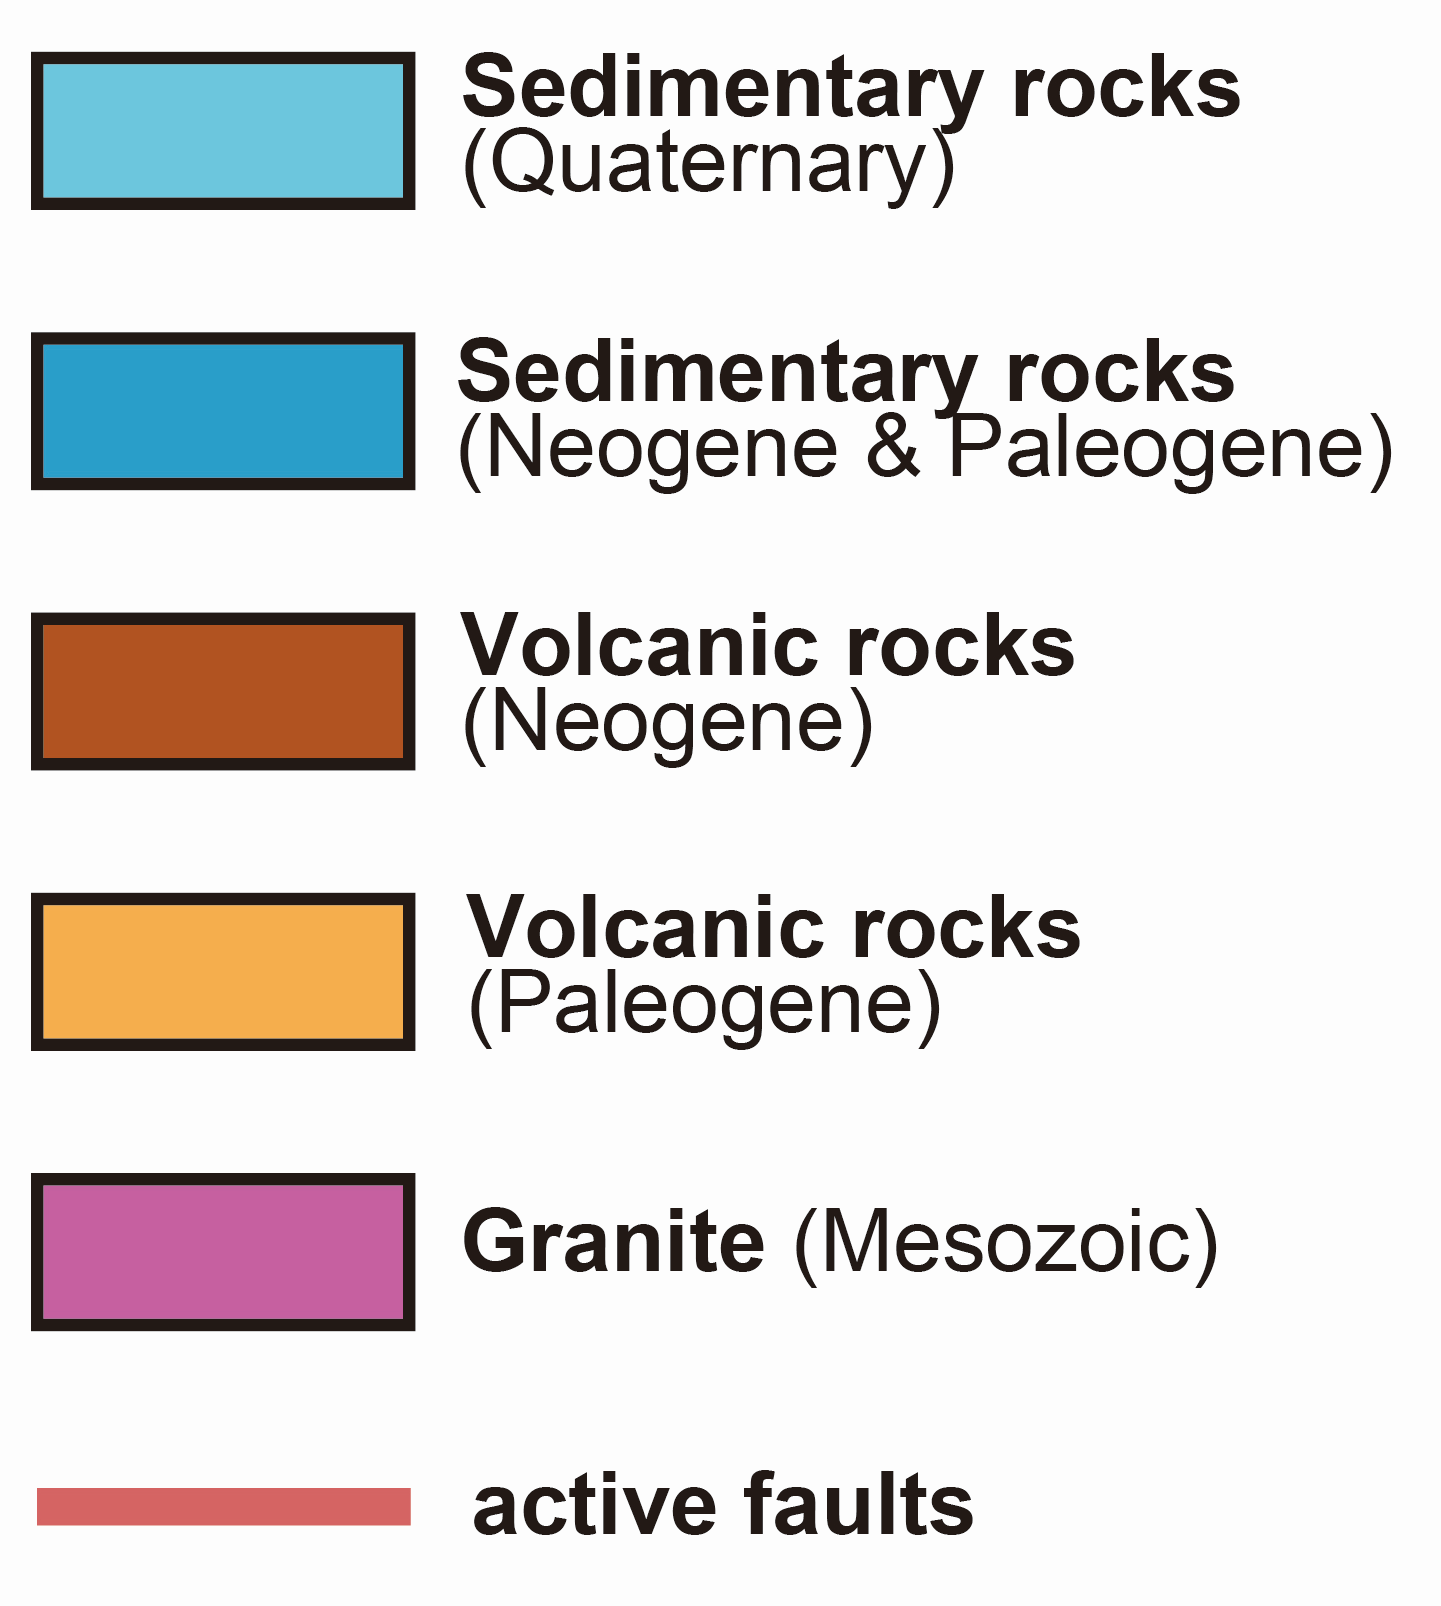 Sedimentary rocks
(Quaternary)
Sedimentary rocks
(Neogene & Paleogene)
Volcanic rocks
(Neogene)
Volcanic rocks
(Paleogene)
Granite (Mesozoic)
active faults